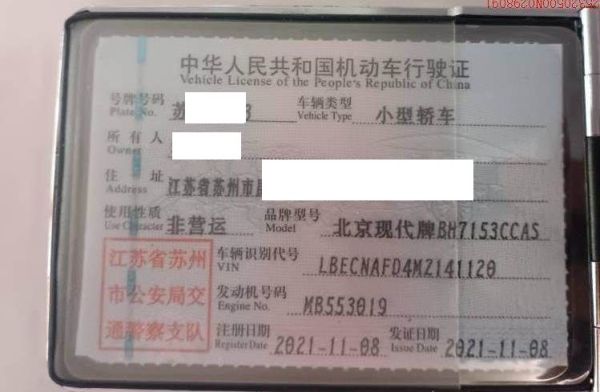 中华人民共和国机动车行驶证
Vehicle License of the People's Republic of China
号牌号码 苏 车辆类型 小型轿车
Plate No. Vehicle Type
所有人
Owner
住址 江苏省苏州市
Address
使用性质 非营运 品牌型号 北京现代牌BH7153CCAS
Use Character Model
江苏省苏州
市公安局交
通警察支队
车辆识别代号 LBECNAFD4MZ141120
VIN
发动机号码 MB553019
Engine No.
注册日期 2021-11-08 发证日期 2021-11-08
Register Date Issue Date